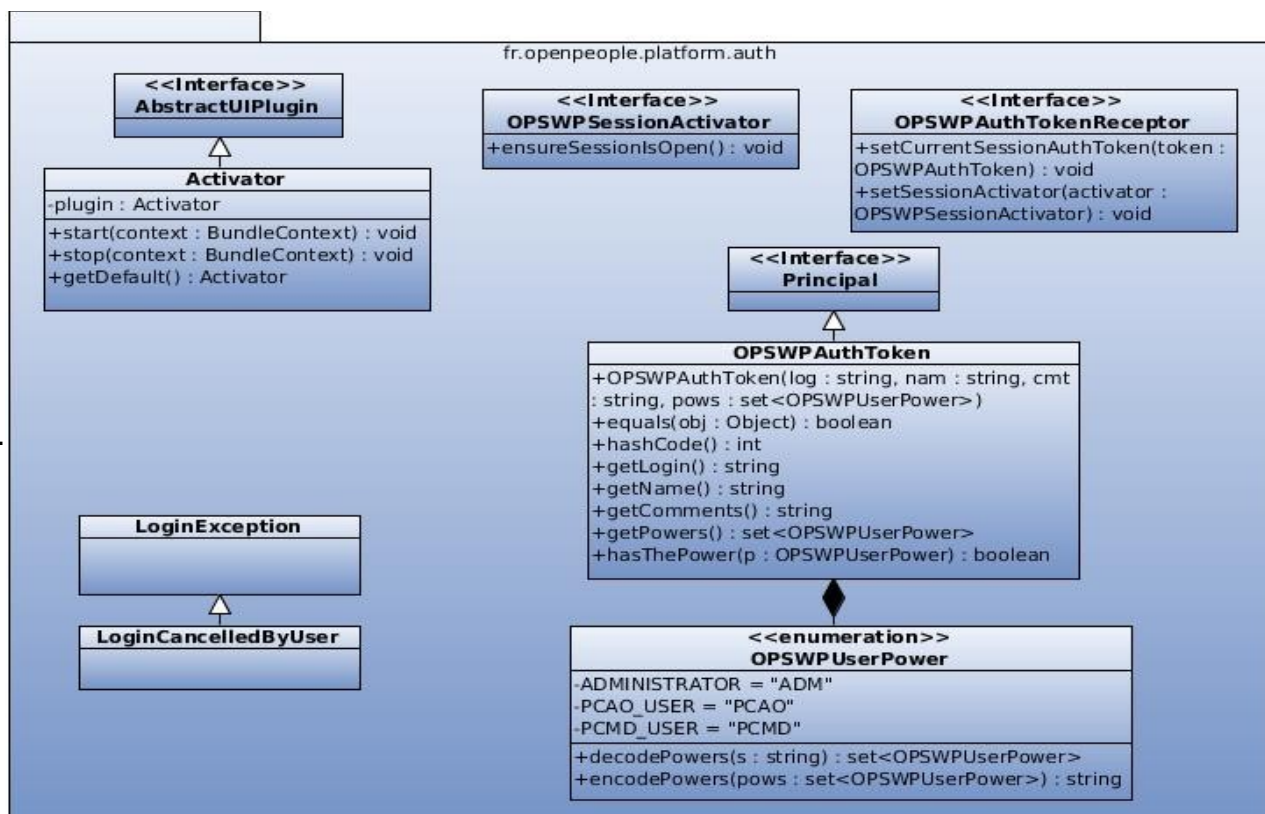 fr.openpeople.platform.auth
<<Interface>>
AbstractUIPlugin
<<Interface>>
OPSWPSessionActivator
+ensureSessionIsOpen() : void
<<Interface>>
OPSWPAuthTokenReceptor
+setCurrentSessionAuthToken(token :
OPSWPAuthToken) : void
+setSessionActivator(activator :
OPSWPSessionActivator) : void
Activator
-plugin : Activator
+start(context : BundleContext) : void
+stop(context : BundleContext) : void
+getDefault() : Activator
<<Interface>>
Principal
OPSWPAuthToken
+OPSWPAuthToken(log : string, nam : string, cmt
: string, pows : set<OPSWPUserPower>)
+equals(obj : Object) : boolean
+hashCode() : int
+getLogin() : string
+getName() : string
+getComments() : string
+getPowers() : set<OPSWPUserPower>
+hasThePower(p : OPSWPUserPower) : boolean
LoginException
LoginCancelledByUser
<<enumeration>>
OPSWPUserPower
-ADMINISTRATOR = "ADM"
-PCAO_USER = "PCAO"
-PCMD_USER = "PCMD"
+decodePowers(s : string) : set<OPSWPUserPower>
+encodePowers(pows : set<OPSWPUserPower>) : string